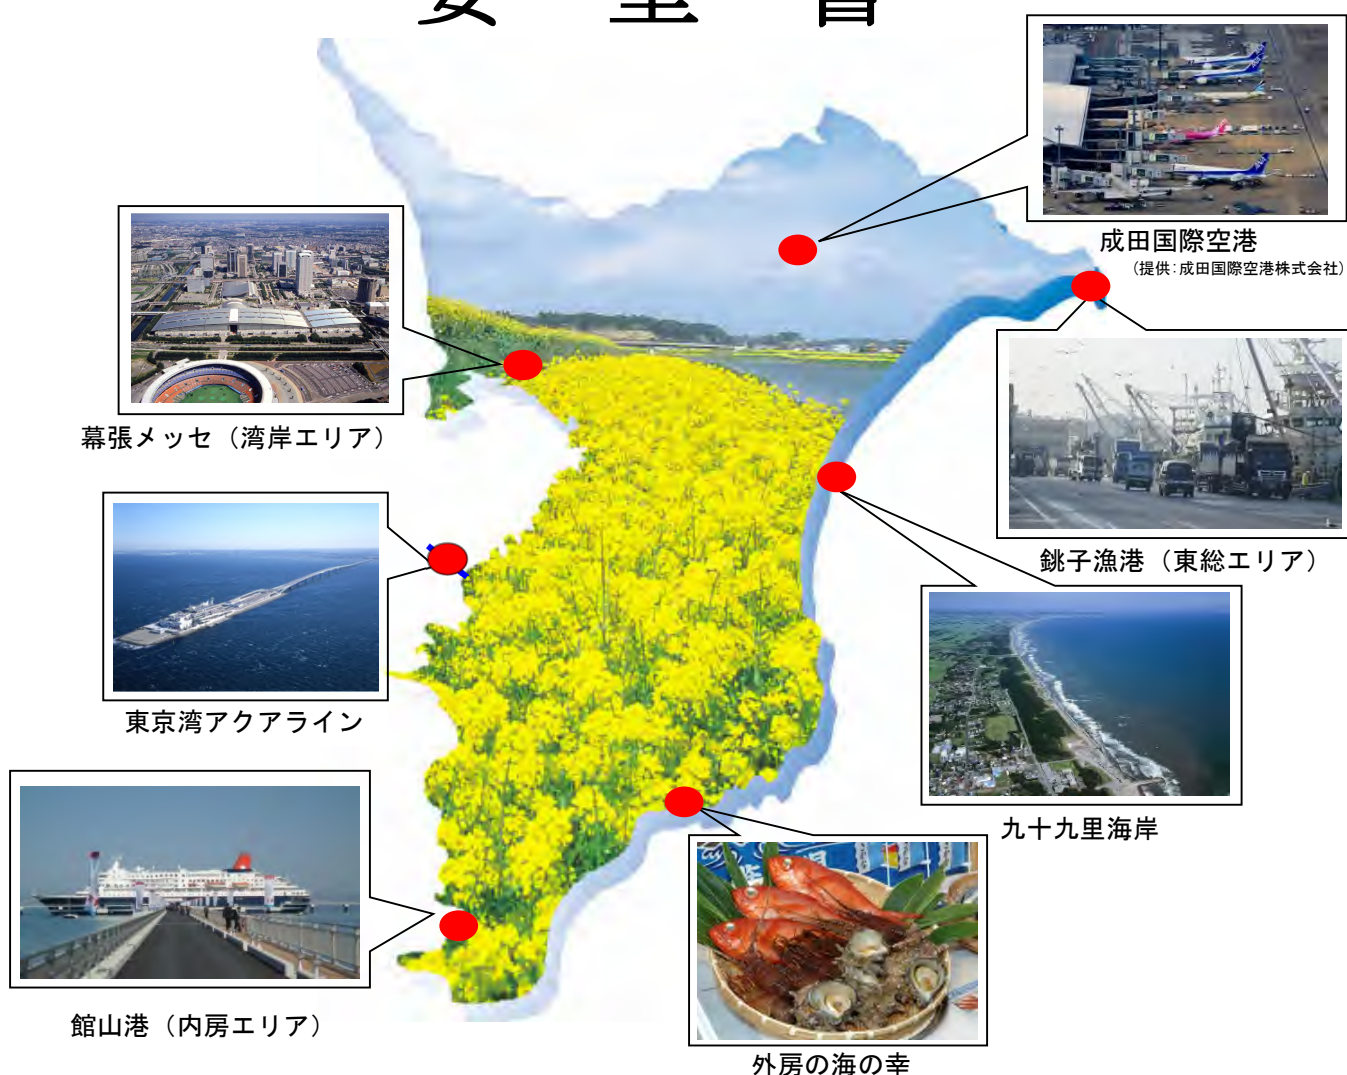 成田国際空港
（提供：成田国際空港株式会社）
幕張メッセ（湾岸エリア）
銚子漁港（東総エリア）
東京湾アクアライン
九十九里海岸
館山港（内房エリア）
外房の海の幸